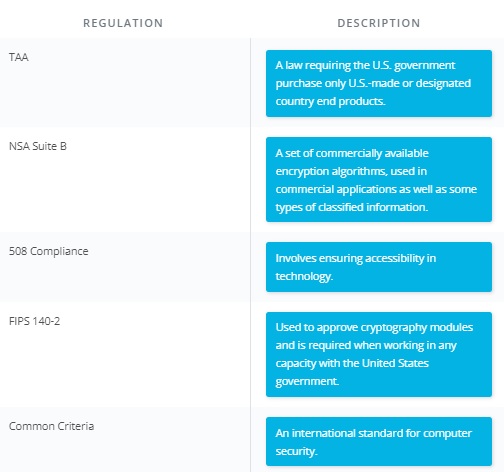 REGULATION DESCRIPTION
TAA
A law requiring the U.S. government
purchase only U.S.-made or designated
country end products.
NSA Suite B
A set of commercially available
encryption algorithms, used in
commercial applications as well as some
types of classified information.
508 Compliance
Involves ensuring accessibility in
technology.
FIPS 140-2
Used to approve cryptography modules
and is required when working in any
capacity with the United States
government.
Common Criteria
An international standard for computer
security.